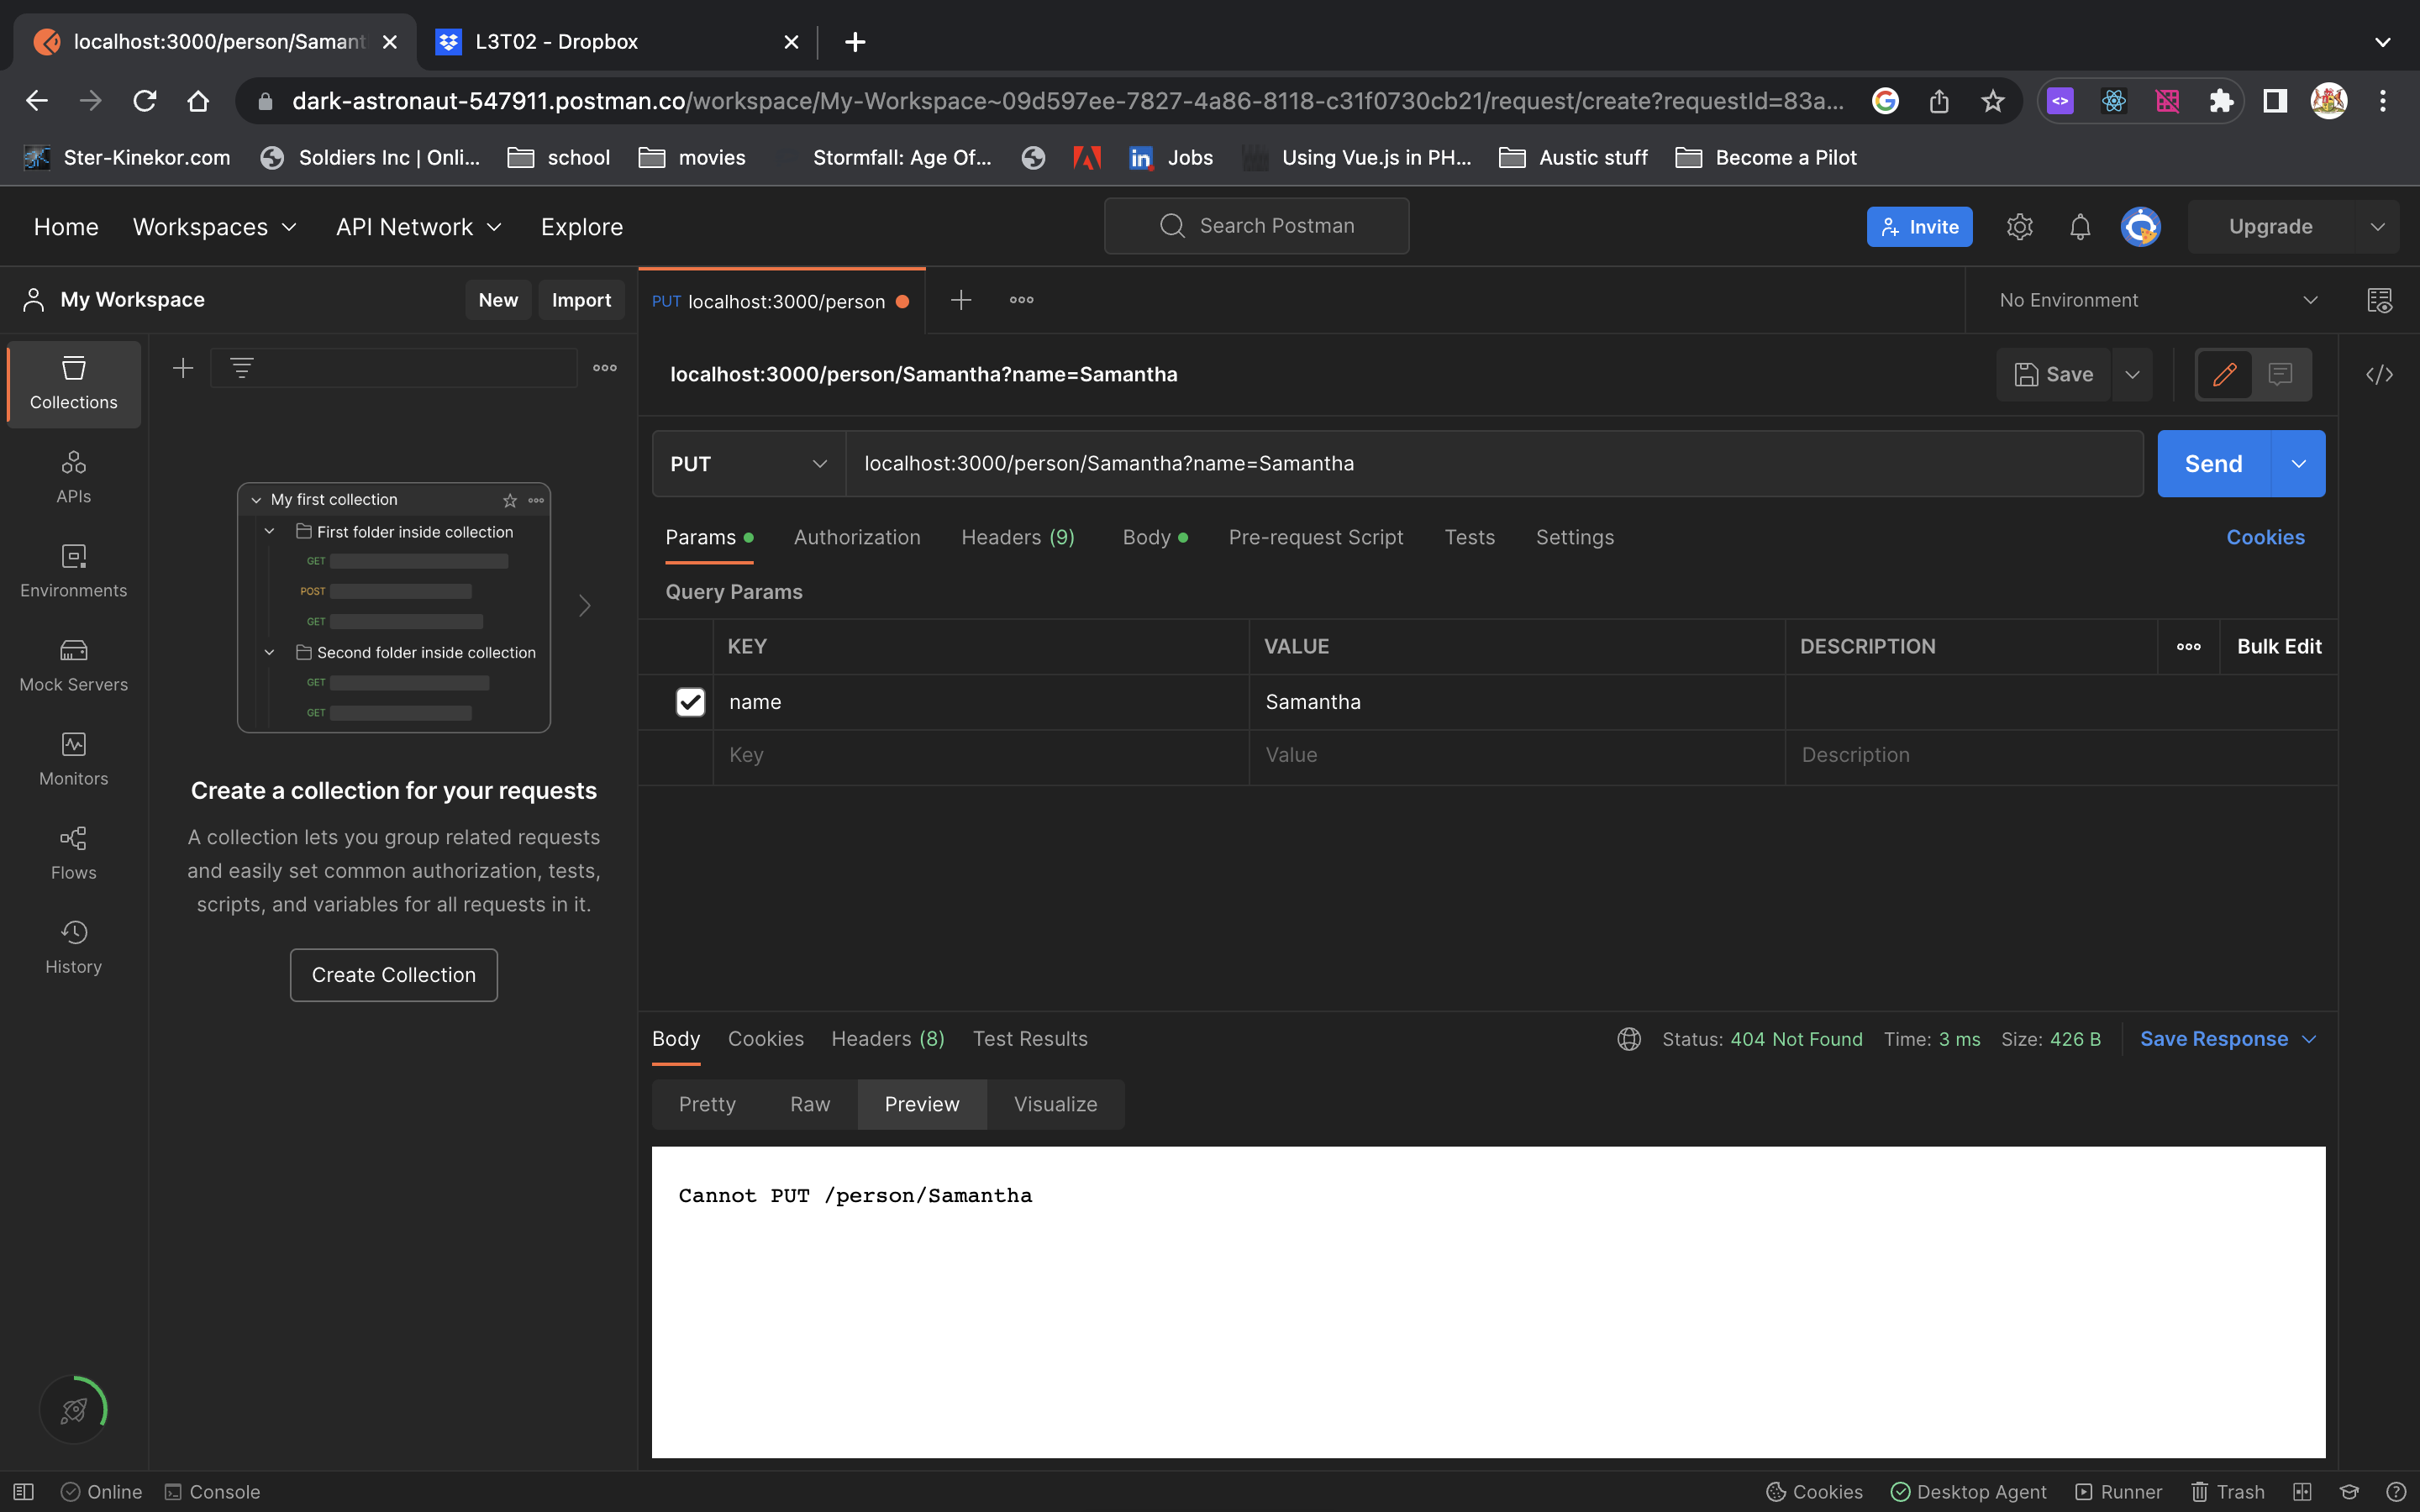 localhost:3000/person/Samant
L3T02 - Dropbox
dark-astronaut-547911.postman.co/workspace/My-Workspace~09d597ee-7827-4a86-8118-c31f0730cb21/request/create?requestId=83a...
Ster-Kinekor.com
Soldiers Inc | Onli...
school
movies
Stormfall: Age Of...
Jobs
Using Vue.js in PH...
Austic stuff
Become a Pilot
Home
Workspaces
API Network
Explore
Search Postman
Invite
Upgrade
My Workspace
New
Import
PUT localhost:3000/person
No Environment
Collections
APIs
Environments
Mock Servers
Monitors
Flows
History
My first collection
First folder inside collection
GET
POST
GET
Second folder inside collection
GET
GET
Create a collection for your requests
A collection lets you group related requests
and easily set common authorization, tests,
scripts, and variables for all requests in it.
Create Collection
localhost:3000/person/Samantha?name=Samantha
Save
PUT
localhost:3000/person/Samantha?name=Samantha
Send
Params
Authorization
Headers (9)
Body
Pre-request Script
Tests
Settings
Cookies
Query Params
KEY VALUE DESCRIPTION Bulk Edit
name Samantha
Key Value Description
Body
Cookies
Headers (8)
Test Results
Status: 404 Not Found
Time: 3 ms
Size: 426 B
Save Response
Pretty
Raw
Preview
Visualize
Cannot PUT /person/Samantha
Online
Console
Cookies
Desktop Agent
Runner
Trash